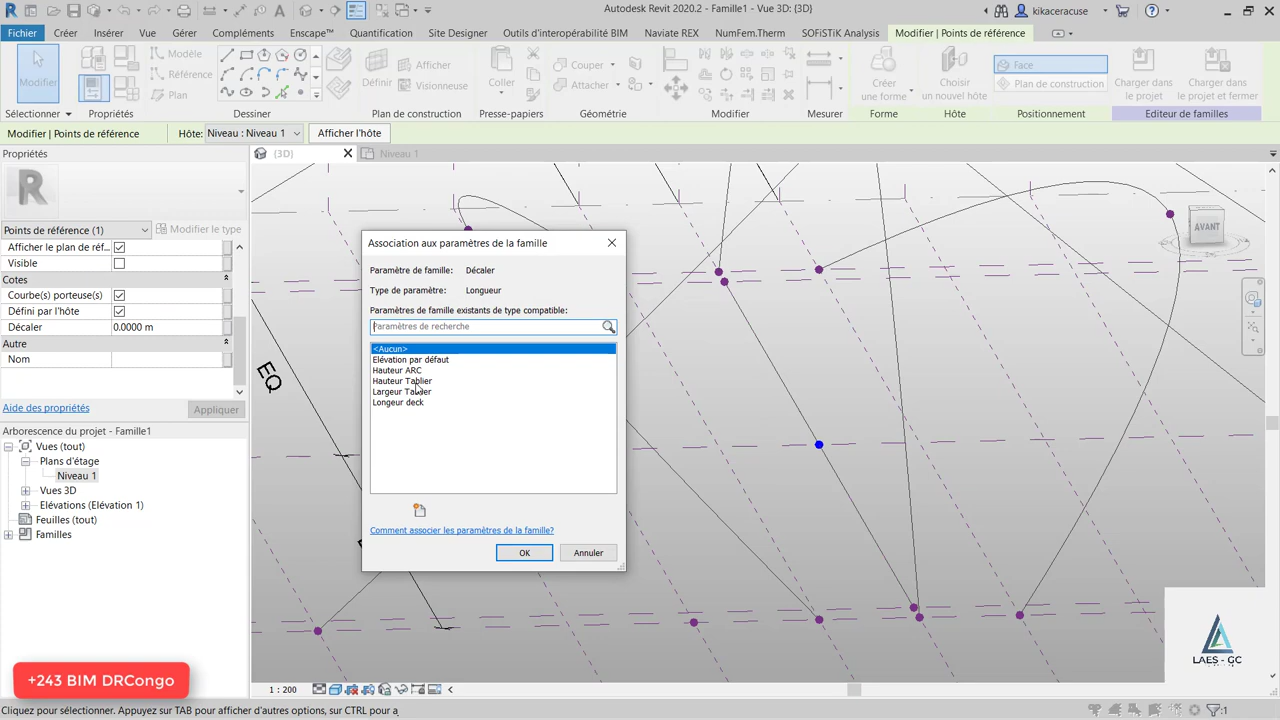 Autodesk Revit 2020.2 - Famille1 - Vue 3D: {3D}
kikaceracuse
Fichier Créer Insérer Vue Gérer Compléments Enscape™ Quantification Site Designer Outils d'interopérabilité BIM Naviate REX NumFem.Therm SOFiSTiK Analysis Modifier | Points de référence
Modifier
Modèle
Référence
Plan
Définir
Afficher
Visionneuse
Coller
Couper
Attacher
Créer
une forme
Choisir
un nouvel hôte
Face
Plan de construction
Charger dans
le projet
Charger dans
le projet et fermer
Sélectionner Propriétés Dessiner Plan de construction Presse-papiers Géométrie Modifier Mesurer Forme Hôte Positionnement Editeur de familles
Modifier | Points de référence Hôte: Niveau : Niveau 1 Afficher l'hôte
Propriétés
{3D}
Niveau 1
R
Points de référence (1)
Modifier le type
Afficher le plan de réf...
Visible
Cotes
Courbe(s) porteuse(s)
Défini par l'hôte
Décaler 0.0000 m
Autre
Nom
Aide des propriétés
Appliquer
Arborescence du projet - Famille1
Vues (tout)
Plans d'étage
Niveau 1
Vues 3D
Elévations (Elévation 1)
Feuilles (tout)
Familles
EQ
AVANT
Association aux paramètres de la famille
Paramètre de famille: Décaler
Type de paramètre: Longueur
Paramètres de famille existants de type compatible:
Paramètres de recherche
<Aucun>
Elévation par défaut
Hauteur ARC
Hauteur Tablier
Largeur Tablier
Longeur deck
Comment associer les paramètres de la famille?
OK
Annuler
LAES - GC
+243 BIM DRCongo
1 : 200
Cliquez pour sélectionner. Appuyez sur TAB pour afficher d'autres options, sur CTRL pour a
:1